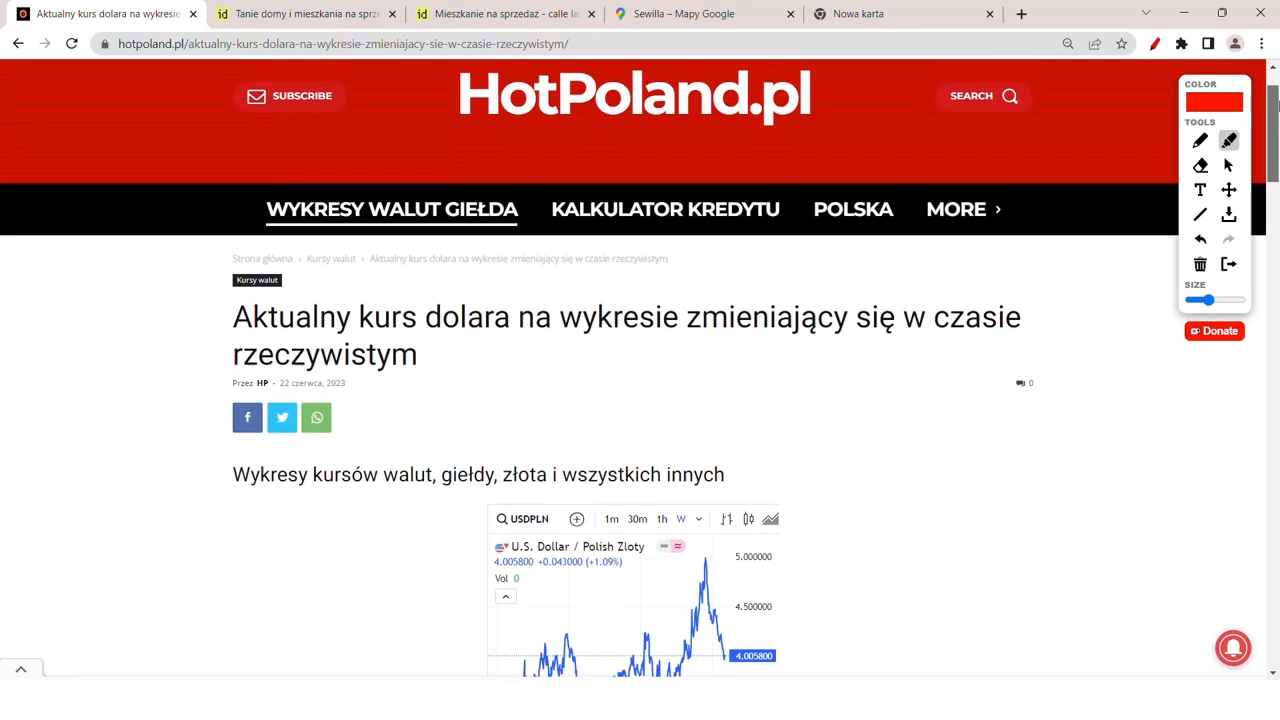 Aktualny kurs dolara na wykresie
Tanie domy i mieszkania na sprze
Mieszkanie na sprzedaż - calle la
Sewilla – Mapy Google
Nowa karta
hotpoland.pl/aktualny-kurs-dolara-na-wykresie-zmieniajacy-sie-w-czasie-rzeczywistym/
SUBSCRIBE
HotPoland.pl
SEARCH
WYKRESY WALUT GIEŁDA
KALKULATOR KREDYTU
POLSKA
MORE
Strona główna › Kursy walut › Aktualny kurs dolara na wykresie zmieniający się w czasie rzeczywistym
Kursy walut
Aktualny kurs dolara na wykresie zmieniający się w czasie
rzeczywistym
Przez HP - 22 czerwca, 2023
0
Wykresy kursów walut, giełdy, złota i wszystkich innych
USDPLN
1m 30m 1h W
U.S. Dollar / Polish Zloty
4.005800 +0.043000 (+1.09%)
Vol 0
5.000000
4.500000
4.005800
COLOR
TOOLS
T
SIZE
Donate